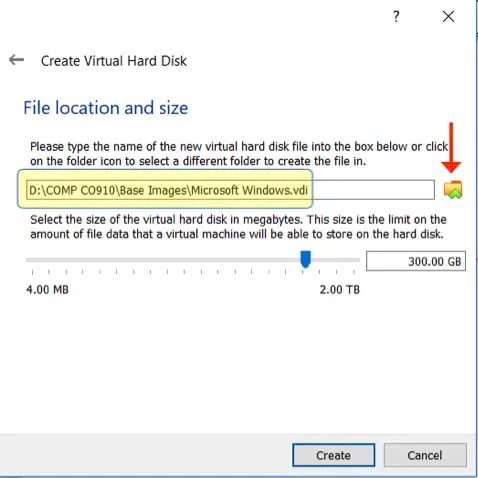 ?
Create Virtual Hard Disk
File location and size
Please type the name of the new virtual hard disk file into the box below or click
on the folder icon to select a different folder to create the file in.
D:\COMP CO910\Base Images\Microsoft Windows.vdi
Select the size of the virtual hard disk in megabytes. This size is the limit on the
amount of file data that a virtual machine will be able to store on the hard disk.
300.00 GB
4.00 MB 2.00 TB
Create Cancel